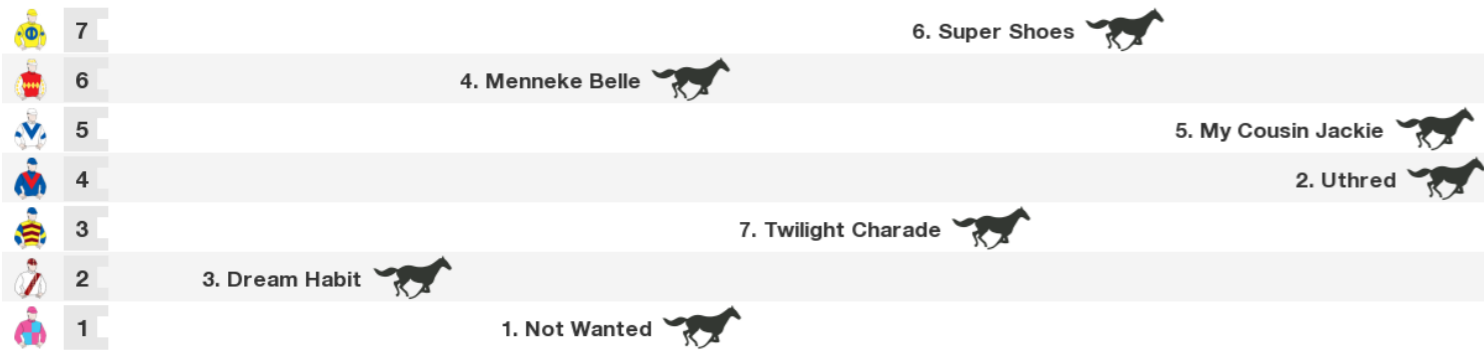 7 6. Super Shoes
6 4. Menneke Belle
5 5. My Cousin Jackie
4 2. Uthred
3 7. Twilight Charade
2 3. Dream Habit
1 1. Not Wanted